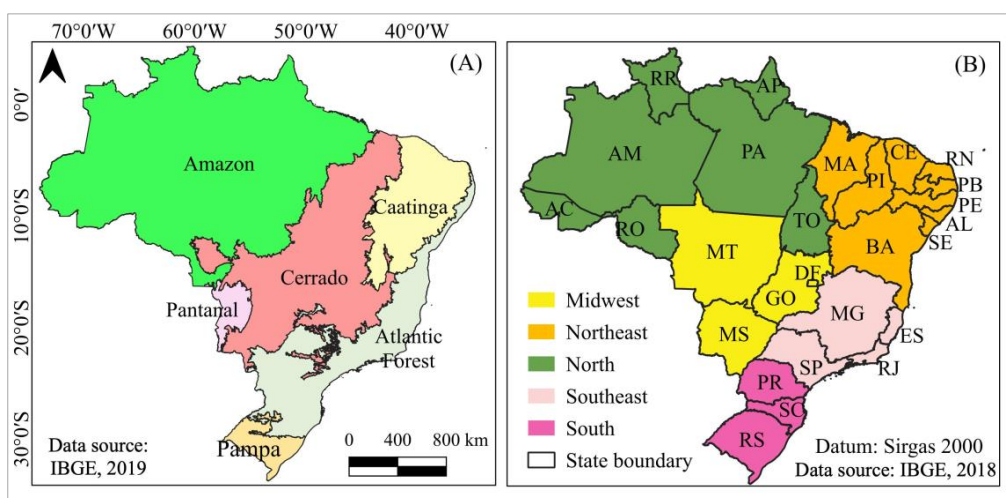 70°0′W 60°0′W 50°0′W 40°0′W
(A)
0°0′
10°0′S
20°0′S
30°0′S
Amazon
Caatinga
Cerrado
Pantanal
Atlantic
Forest
Pampa
Data source:
IBGE, 2019
0 400 800 km
(B)
RR
AP
AM
PA
MA
CE
RN
PI
PB
PE
AC
TO
AL
RO
BA
SE
MT
DF
GO
MG
MS
ES
SP
RJ
PR
SC
RS
Midwest
Northeast
North
Southeast
South
State boundary
Datum: Sirgas 2000
Data source: IBGE, 2018